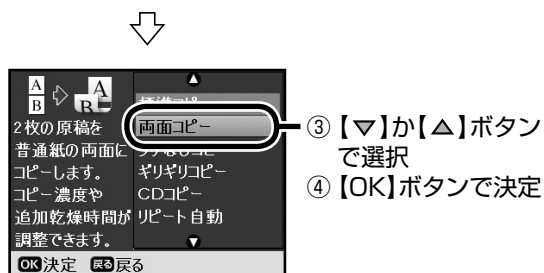 A
B
A
B
2枚の原稿を
普通紙の両面に
コピーします。
コピー濃度や
追加乾燥時間が
調整できます。
両面コピー
ギリギリコピー
CDコピー
リピート自動
OK決定 戻る戻る
③【▽】か【△】ボタン
で選択
④【OK】ボタンで決定